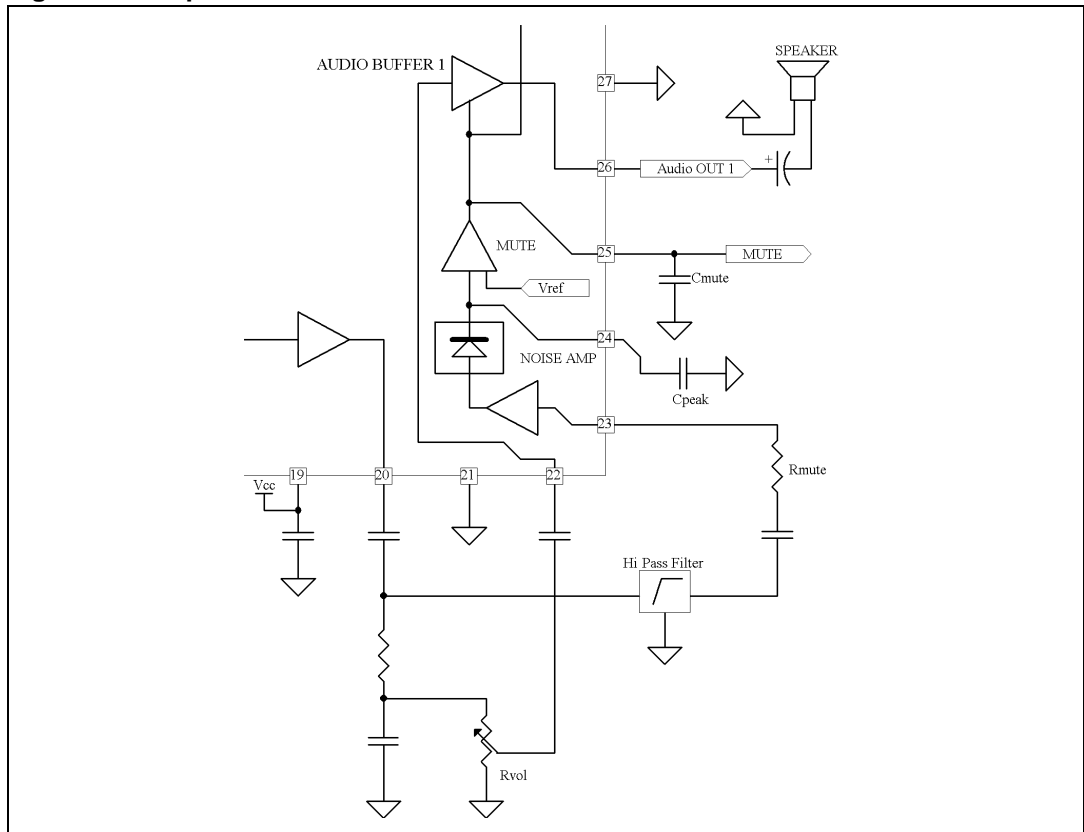 SPEAKER
AUDIO BUFFER 1
27
+
26
Audio OUT 1
MUTE
25
MUTE
Cmute
Vref
24
NOISE AMP
Cpeak
23
Rmute
19
20
21
22
Vcc
Hi Pass Filter
Rvol